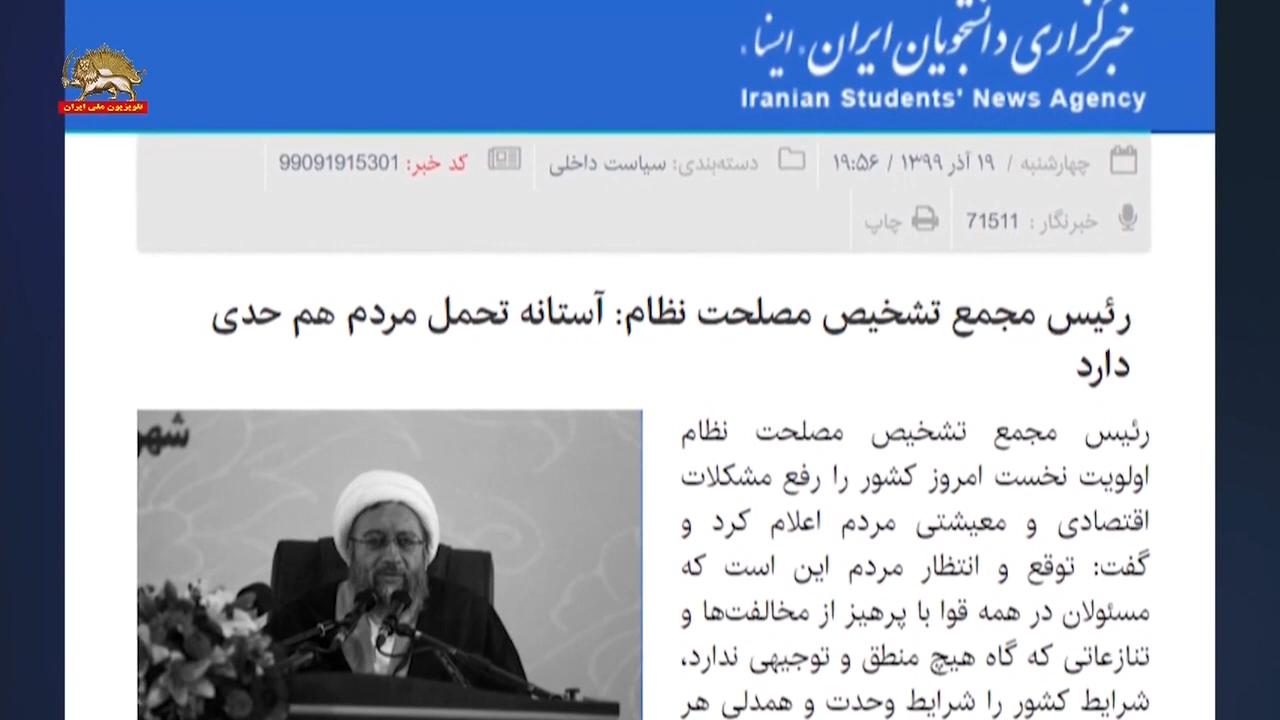 خبرگزاری دانشجویان ایران، ایسنا،
Iranian Students' News Agency
تلویزیون ملی ایران
چهارشنبه / ۱۹ آذر ۱۳۹۹ / ۱۹:۵۶
دسته‌بندی: سیاست داخلی
کد خبر: 99091915301
خبرنگار : 71511
چاپ
رئیس مجمع تشخیص مصلحت نظام: آستانه تحمل مردم هم حدی
دارد
شهر
رئیس مجمع تشخیص مصلحت نظام
اولویت نخست امروز کشور را رفع مشکلات
اقتصادی و معیشتی مردم اعلام کرد و
گفت: توقع و انتظار مردم این است که
مسئولان در همه قوا با پرهیز از مخالفت‌ها و
تنازعاتی که گاه هیچ منطق و توجیهی ندارد،
شرایط کشور را شرایط وحدت و همدلی هر